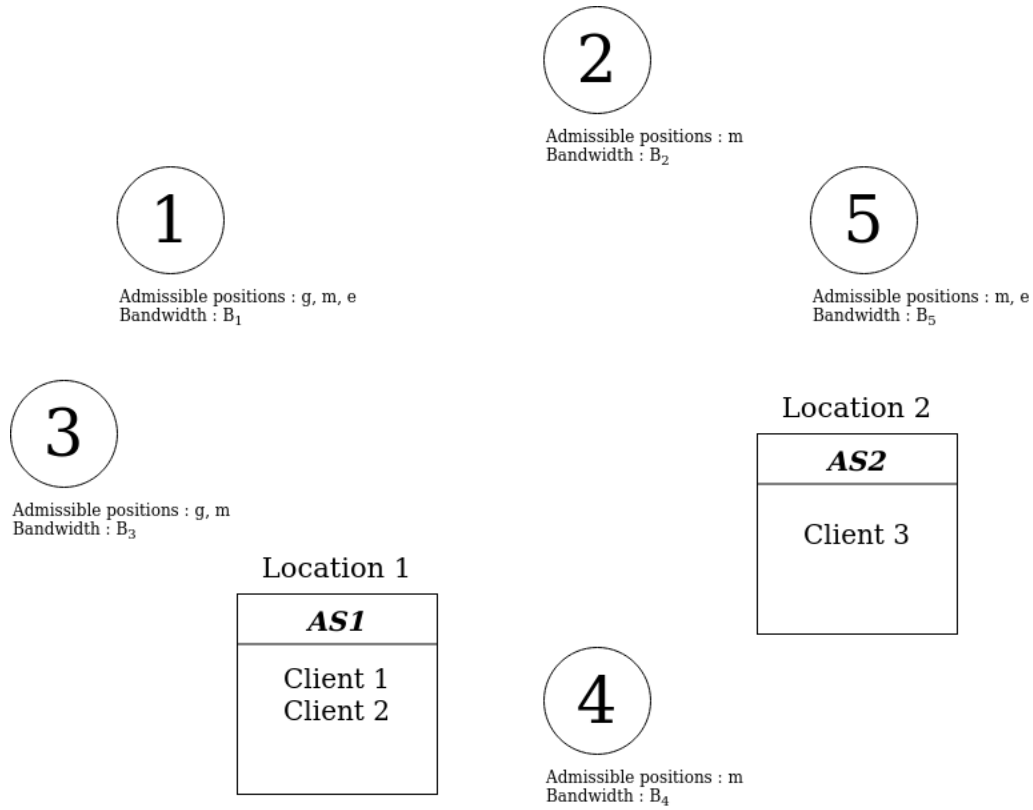 2
Admissible positions : m
Bandwidth : B₂
1
Admissible positions : g, m, e
Bandwidth : B₁
5
Admissible positions : m, e
Bandwidth : B₅
3
Admissible positions : g, m
Bandwidth : B₃
Location 2
AS2
Client 3
Location 1
AS1
Client 1
Client 2
4
Admissible positions : m
Bandwidth : B₄